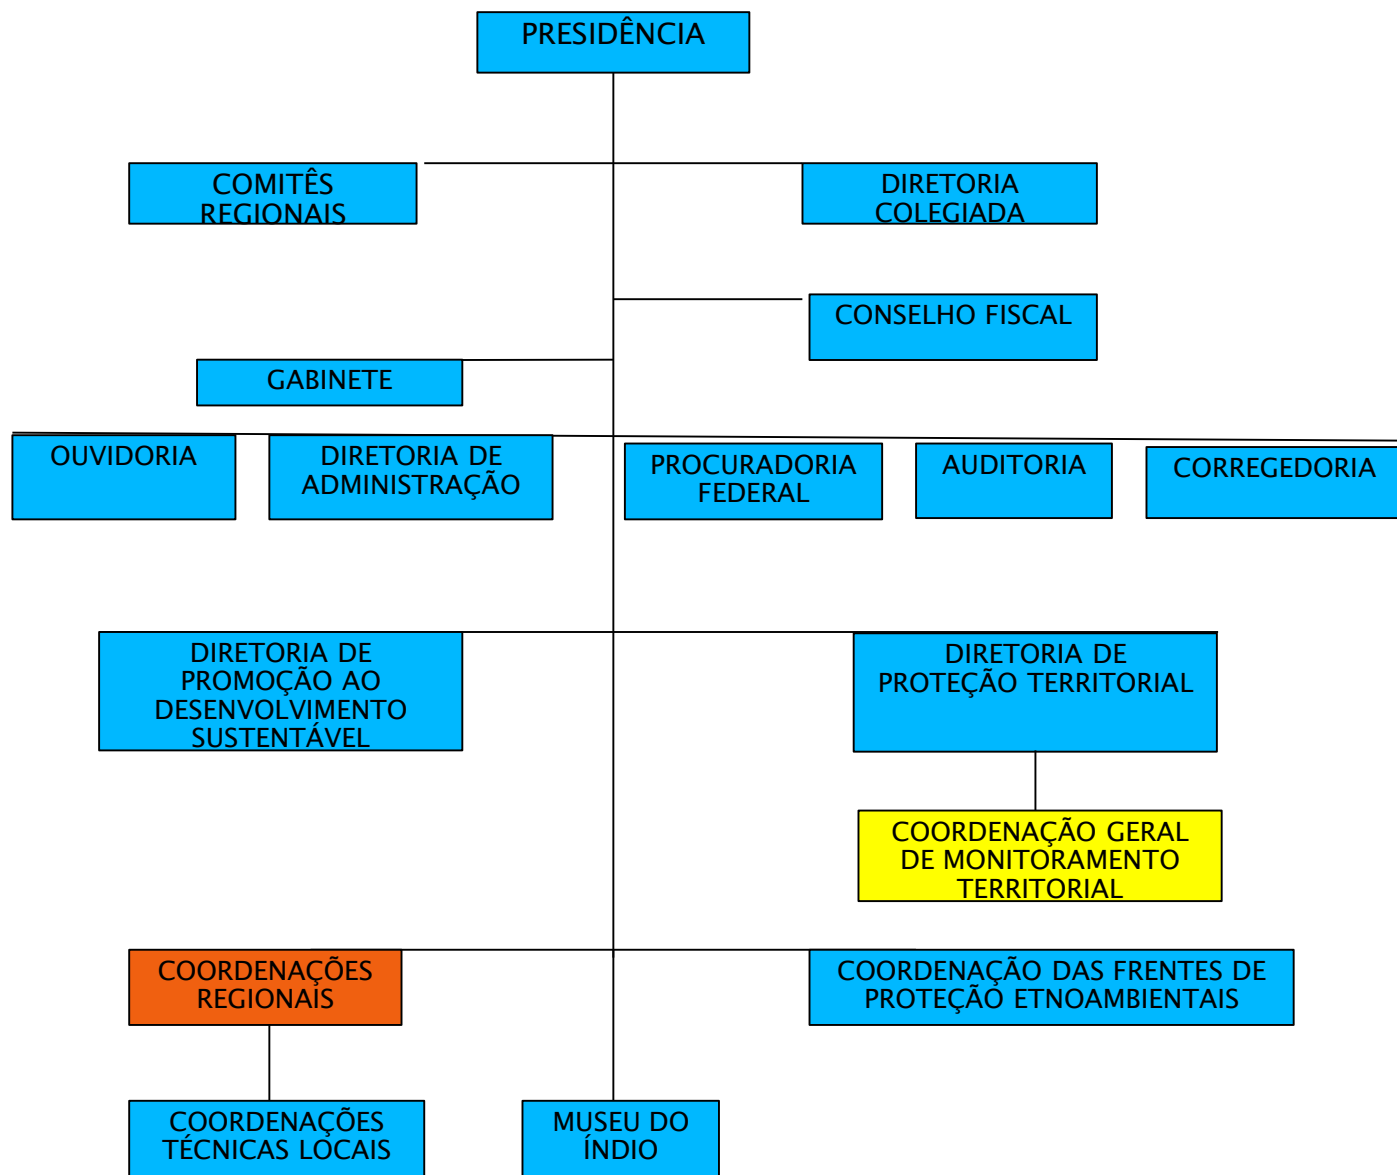 PRESIDÊNCIA
COMITÊS
REGIONAIS
DIRETORIA
COLEGIADA
CONSELHO FISCAL
GABINETE
OUVIDORIA
DIRETORIA DE
ADMINISTRAÇÃO
PROCURADORIA
FEDERAL
AUDITORIA
CORREGEDORIA
DIRETORIA DE
PROMOÇÃO AO
DESENVOLVIMENTO
SUSTENTÁVEL
DIRETORIA DE
PROTEÇÃO TERRITORIAL
COORDENAÇÃO GERAL
DE MONITORAMENTO
TERRITORIAL
COORDENAÇÕES
REGIONAIS
COORDENAÇÃO DAS FRENTES DE
PROTEÇÃO ETNOAMBIENTAIS
COORDENAÇÕES
TÉCNICAS LOCAIS
MUSEU DO
ÍNDIO